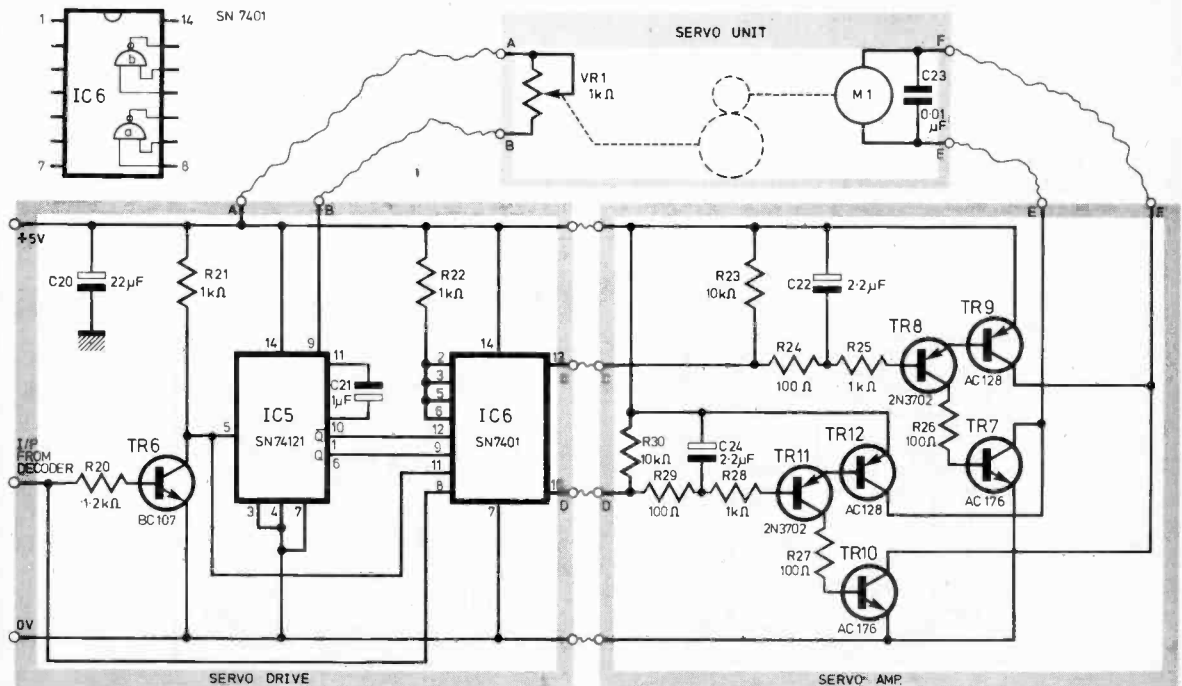 SN 7401
1
14
IC6
b
a
7
8
SERVO UNIT
A
VR1
1kΩ
B
M1
F
C23
0.01
µF
E
A
B
E
+5V
C20
22µF
R21
1kΩ
R22
1kΩ
R23
10kΩ
C22
2·2µF
TR8
TR9
14
9
11
C21
1µF
5
IC5
SN74121
10
Q̅
1
Q
6
3
4
7
14
2
3
5
6
12
9
11
8
IC6
SN7401
13
10
7
D
D
R24
100Ω
R25
1kΩ
2N3702
AC128
R26
100Ω
TR7
AC176
R30
10kΩ
C24
2·2µF
R29
100Ω
R28
1kΩ
TR11
TR12
2N3702
AC128
R27
100Ω
TR10
AC176
I/P
FROM
DECODER
R20
1·2kΩ
TR6
BC107
0V
SERVO DRIVE
SERVO AMP.